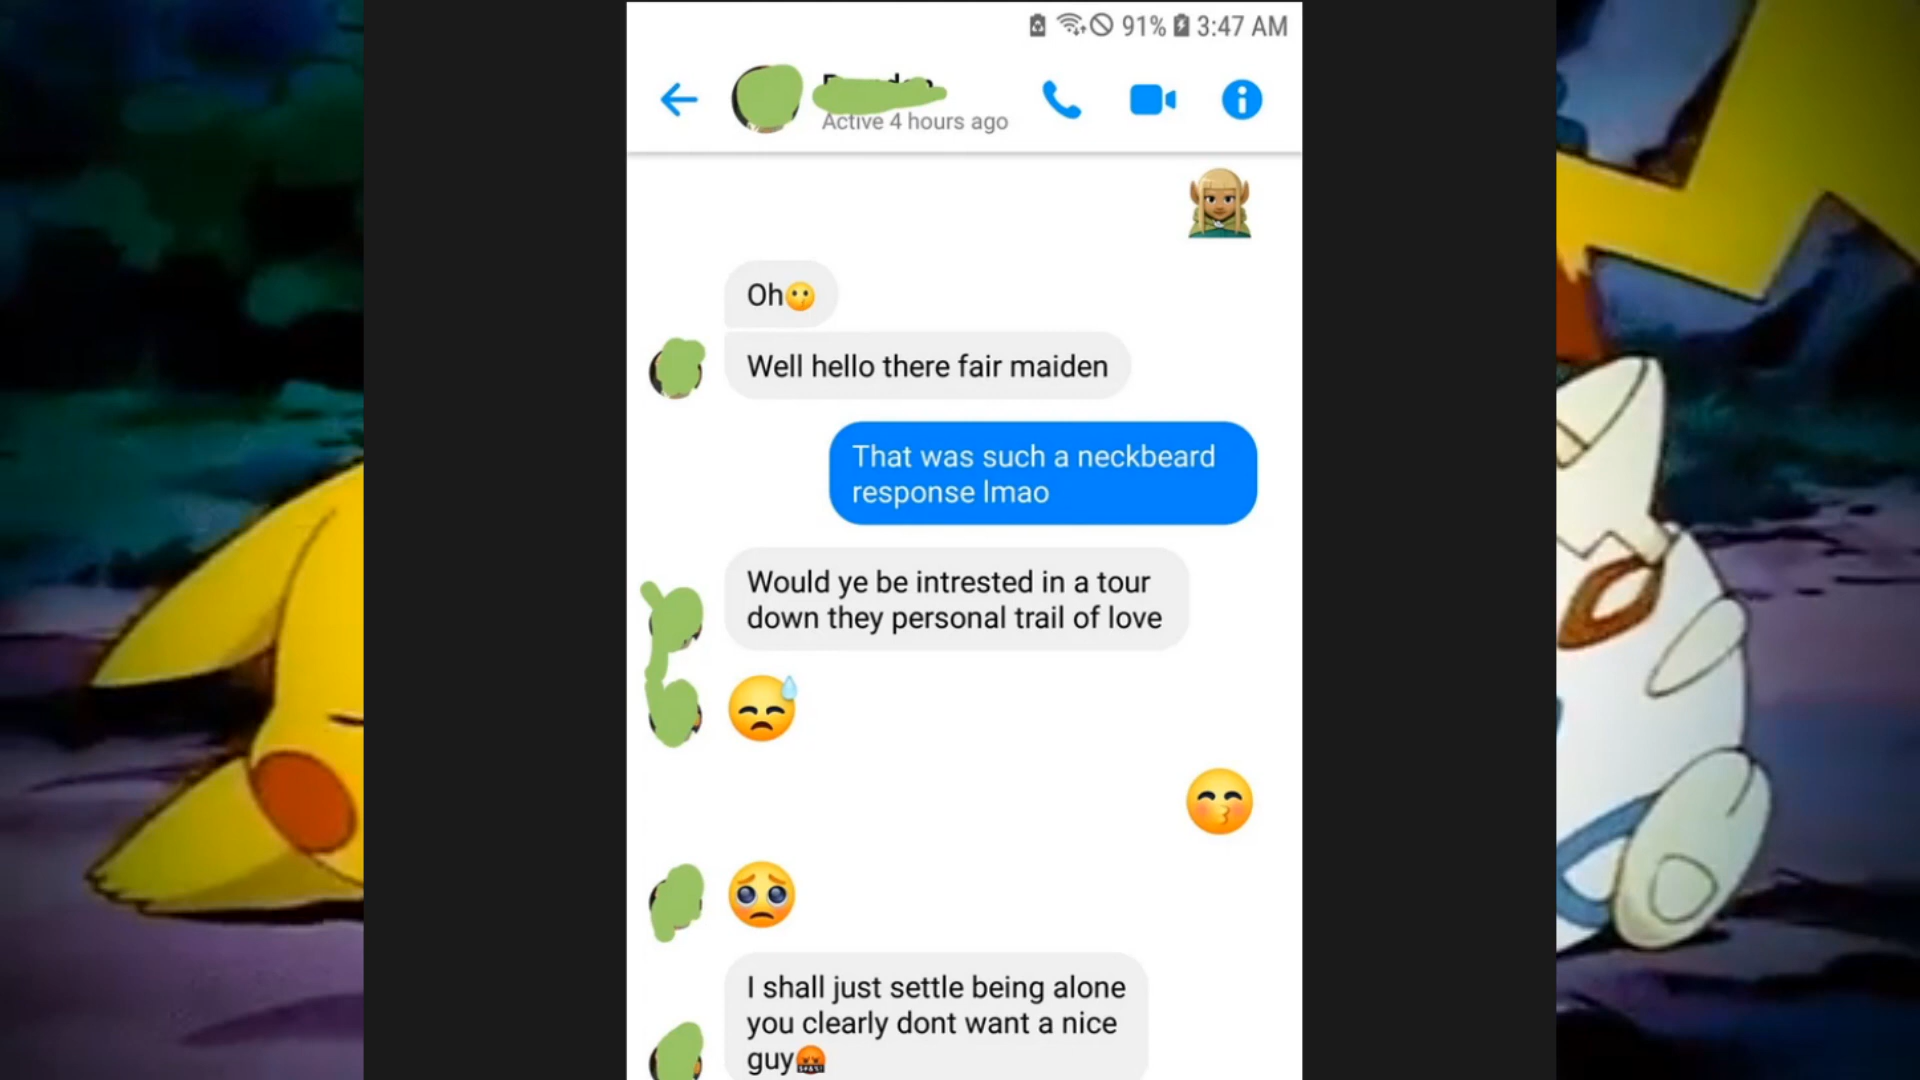 91% 3:47 AM
Active 4 hours ago
Oh😗
Well hello there fair maiden
That was such a neckbeard
response lmao
Would ye be intrested in a tour
down they personal trail of love
I shall just settle being alone
you clearly dont want a nice
guy🤬